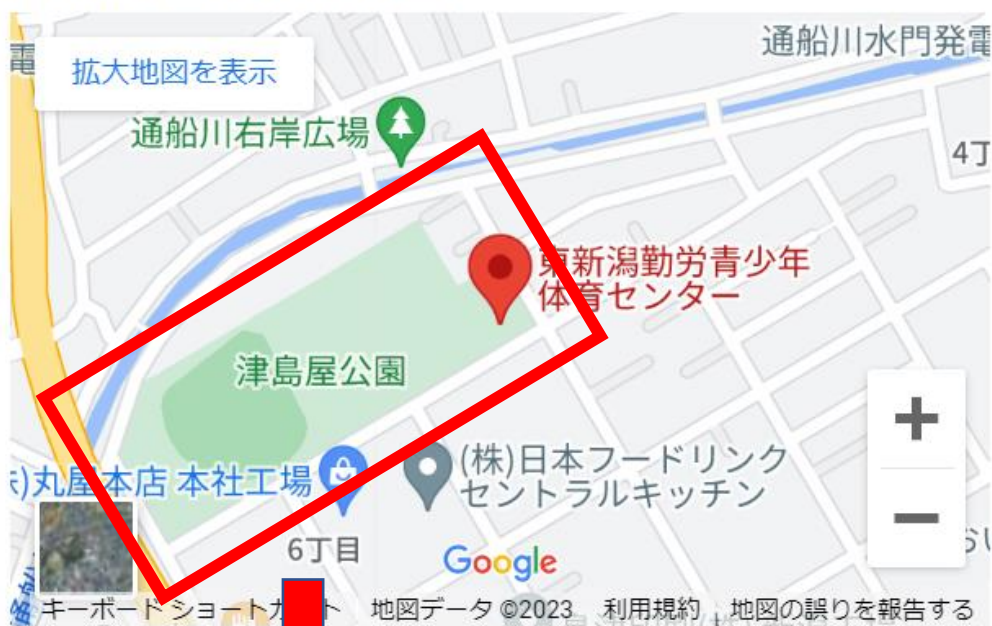 通船川水門発電
電
拡大地図を表示
通船川右岸広場
4丁
東新潟勤労青少年
体育センター
津島屋公園
(株)日本フードリンク
セントラルキッチン
株)丸屋本店 本社工場
6丁目
Google
キーボード ショートカット
地図データ ©2023
利用規約
地図の誤りを報告する